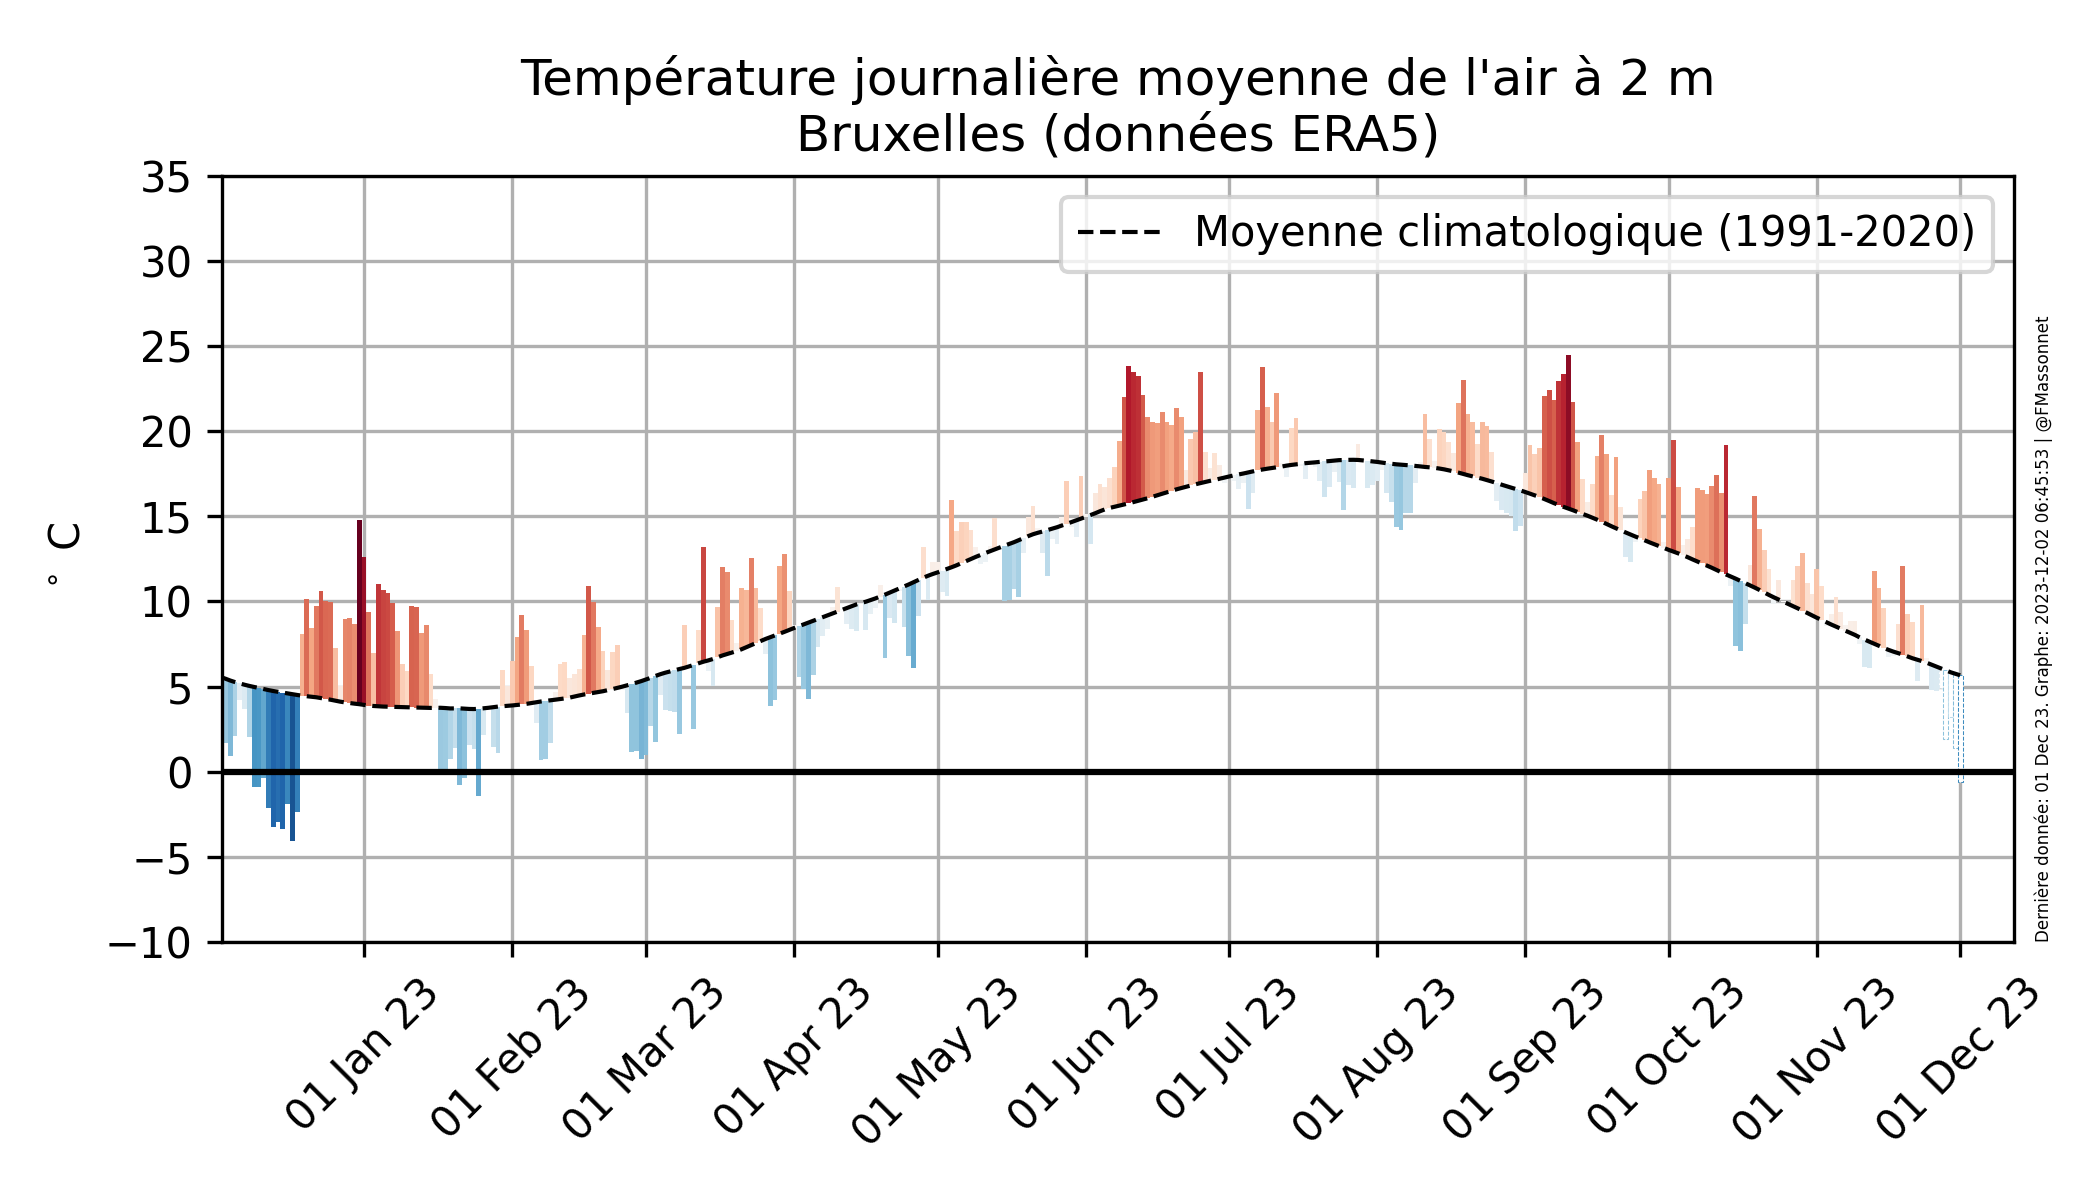 Température journalière moyenne de l'air à 2 m
Bruxelles (données ERA5)
Moyenne climatologique (1991-2020)
° C
35
30
25
20
15
10
5
0
−5
−10
01 Jan 23
01 Feb 23
01 Mar 23
01 Apr 23
01 May 23
01 Jun 23
01 Jul 23
01 Aug 23
01 Sep 23
01 Oct 23
01 Nov 23
01 Dec 23
Dernière donnée: 01 Dec 23. Graphe: 2023-12-02 06:45:53 | @FMassonnet